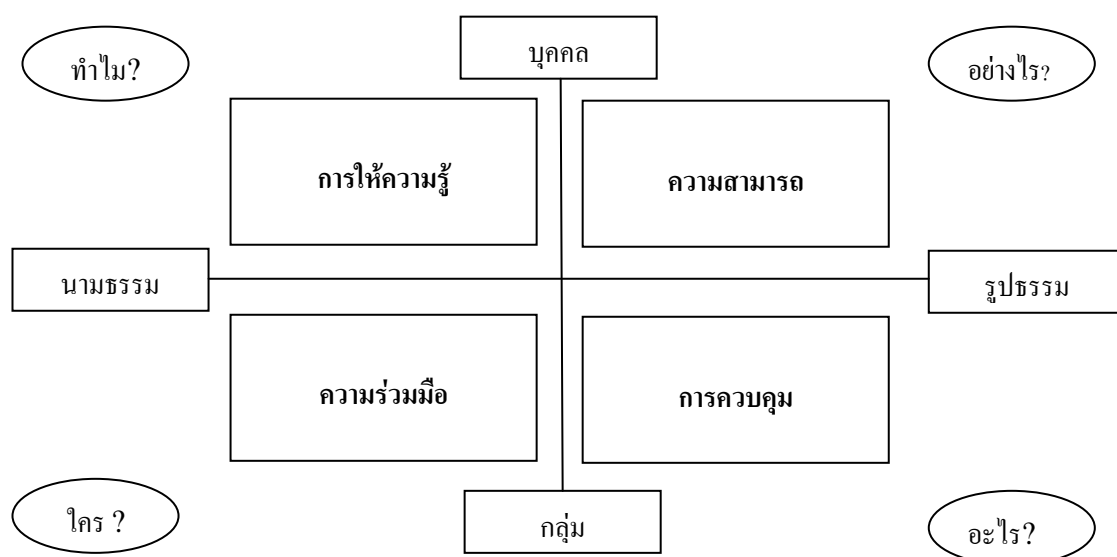 บุคคล
ทำไม?
อย่างไร?
การให้ความรู้
ความสามารถ
นามธรรม
รูปธรรม
ความร่วมมือ
การควบคุม
ใคร ?
กลุ่ม
อะไร?